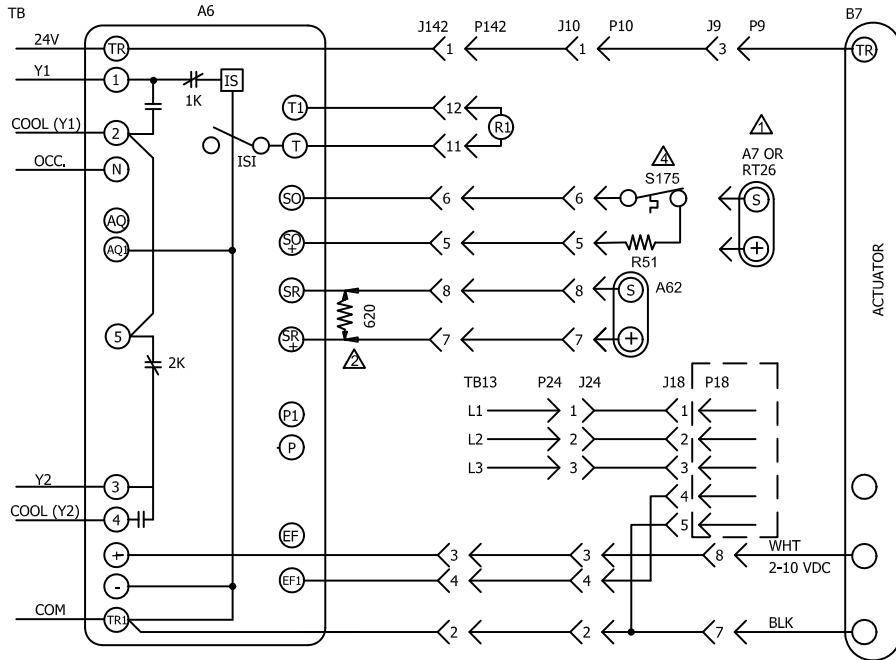 TB A6 J142 P142 J10 P10 J9 P9 B7
24V TR 1 1 3 TR
Y1 1 1K IS
T1 12
COOL (Y1) 2 R1
ISI T 11
OCC. N
1
4 A7 OR
S175 RT26
SO 6 6 S
AQ
AQ1 SO+ 5 5 +
R51
SR 8 8 S A62
620 ACTUATOR
5 SR+ 7 7 +
2
2K
TB13 P24 J24 J18 P18
L1 1 1
P1
L2 2 2
P
L3 3 3
Y2 3 4
COOL (Y2) 4 5
EF
+ 3 3 8 WHT
2-10 VDC
- EF1 4 4
COM TR1 2 2 7 BLK